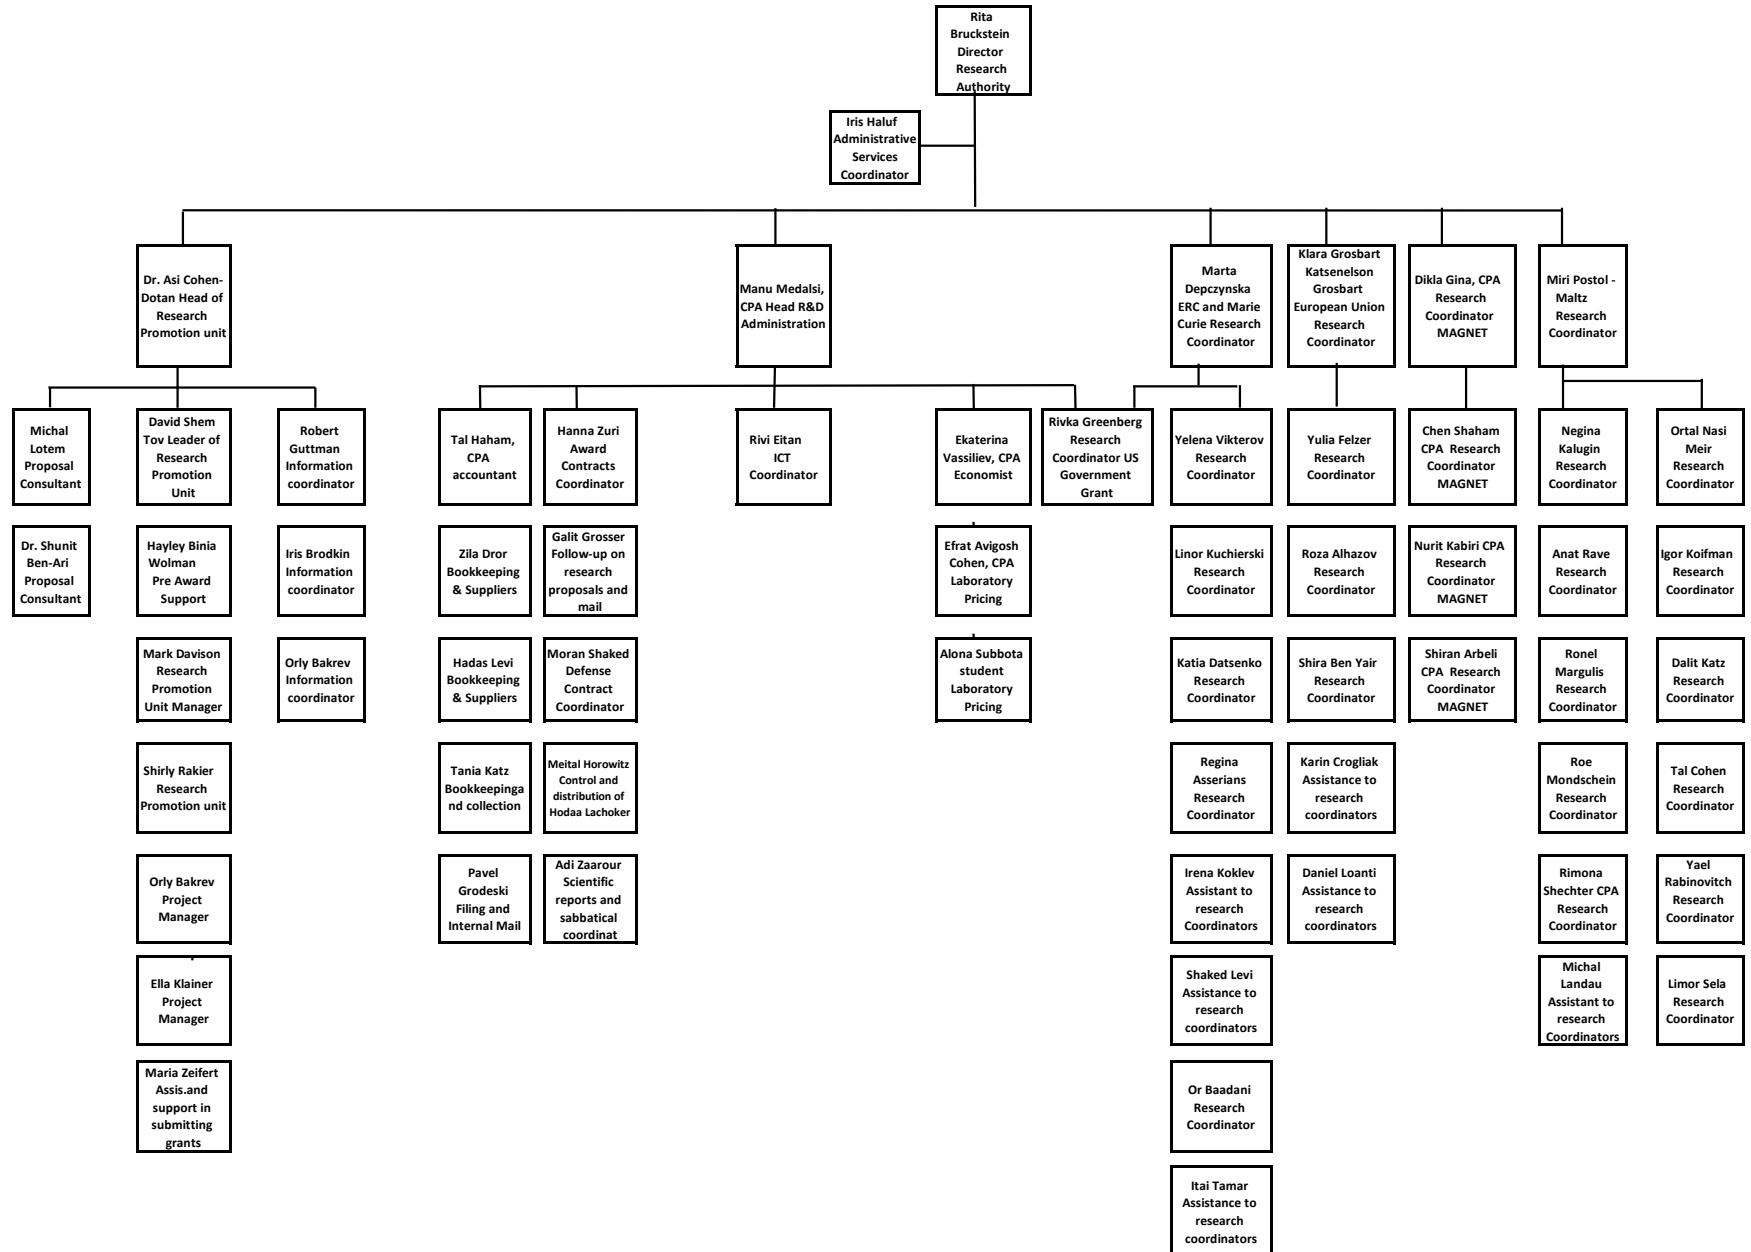 Rita
Bruckstein
Director
Research
Authority
Iris Haluf
Administrative
Services
Coordinator
Dr. Asi Cohen-
Dotan Head of
Research
Promotion unit
Manu Medalsi,
CPA Head R&D
Administration
Marta
Depczynska
ERC and Marie
Curie Research
Coordinator
Klara Grosbart
Katsenelson
Grosbart
European Union
Research
Coordinator
Dikla Gina, CPA
Research
Coordinator
MAGNET
Miri Postol -
Maltz
Research
Coordinator
Michal
Lotem
Proposal
Consultant
David Shem
Tov Leader of
Research
Promotion
Unit
Robert
Guttman
Information
coordinator
Tal Haham,
CPA
accountant
Hanna Zuri
Award
Contracts
Coordinator
Rivi Eitan
ICT
Coordinator
Ekaterina
Vassiliev, CPA
Economist
Rivka Greenberg
Research
Coordinator US
Government
Grant
Yelena Vikterov
Research
Coordinator
Yulia Felzer
Research
Coordinator
Chen Shaham
CPA Research
Coordinator
MAGNET
Negina
Kalugin
Research
Coordinator
Ortal Nasi
Meir
Research
Coordinator
Dr. Shunit
Ben-Ari
Proposal
Consultant
Hayley Binia
Wolman
Pre Award
Support
Iris Brodkin
Information
coordinator
Zila Dror
Bookkeeping
& Suppliers
Galit Grosser
Follow-up on
research
proposals and
mail
Efrat Avigosh
Cohen, CPA
Laboratory
Pricing
Linor Kuchierski
Research
Coordinator
Roza Alhazov
Research
Coordinator
Nurit Kabiri CPA
Research
Coordinator
MAGNET
Anat Rave
Research
Coordinator
Igor Koifman
Research
Coordinator
Mark Davison
Research
Promotion
Unit Manager
Orly Bakrev
Information
coordinator
Hadas Levi
Bookkeeping
& Suppliers
Moran Shaked
Defense
Contract
Coordinator
Alona Subbota
student
Laboratory
Pricing
Katia Datsenko
Research
Coordinator
Shira Ben Yair
Research
Coordinator
Shiran Arbeli
CPA Research
Coordinator
MAGNET
Ronel
Margulis
Research
Coordinator
Dalit Katz
Research
Coordinator
Shirly Rakier
Research
Promotion unit
Tania Katz
Bookkeepinga
nd collection
Meital Horowitz
Control and
distribution of
Hodaa Lachoker
Regina
Asserians
Research
Coordinator
Karin Crogliak
Assistance to
research
coordinators
Roe
Mondschein
Research
Coordinator
Tal Cohen
Research
Coordinator
Orly Bakrev
Project
Manager
Pavel
Grodeski
Filing and
Internal Mail
Adi Zaarour
Scientific
reports and
sabbatical
coordinat
Irena Koklev
Assistant to
research
Coordinators
Daniel Loanti
Assistance to
research
coordinators
Rimona
Shechter CPA
Research
Coordinator
Yael
Rabinovitch
Research
Coordinator
Ella Klainer
Project
Manager
Shaked Levi
Assistance to
research
coordinators
Michal
Landau
Assistant to
research
Coordinators
Limor Sela
Research
Coordinator
Maria Zeifert
Assis.and
support in
submitting
grants
Or Baadani
Research
Coordinator
Itai Tamar
Assistance to
research
coordinators